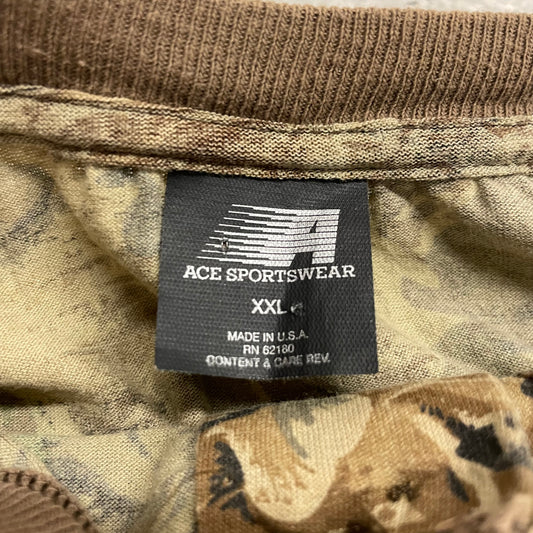 A
ACE SPORTSWEAR
XXL
MADE IN U.S.A.
RN 62180
CONTENT & CARE REV.